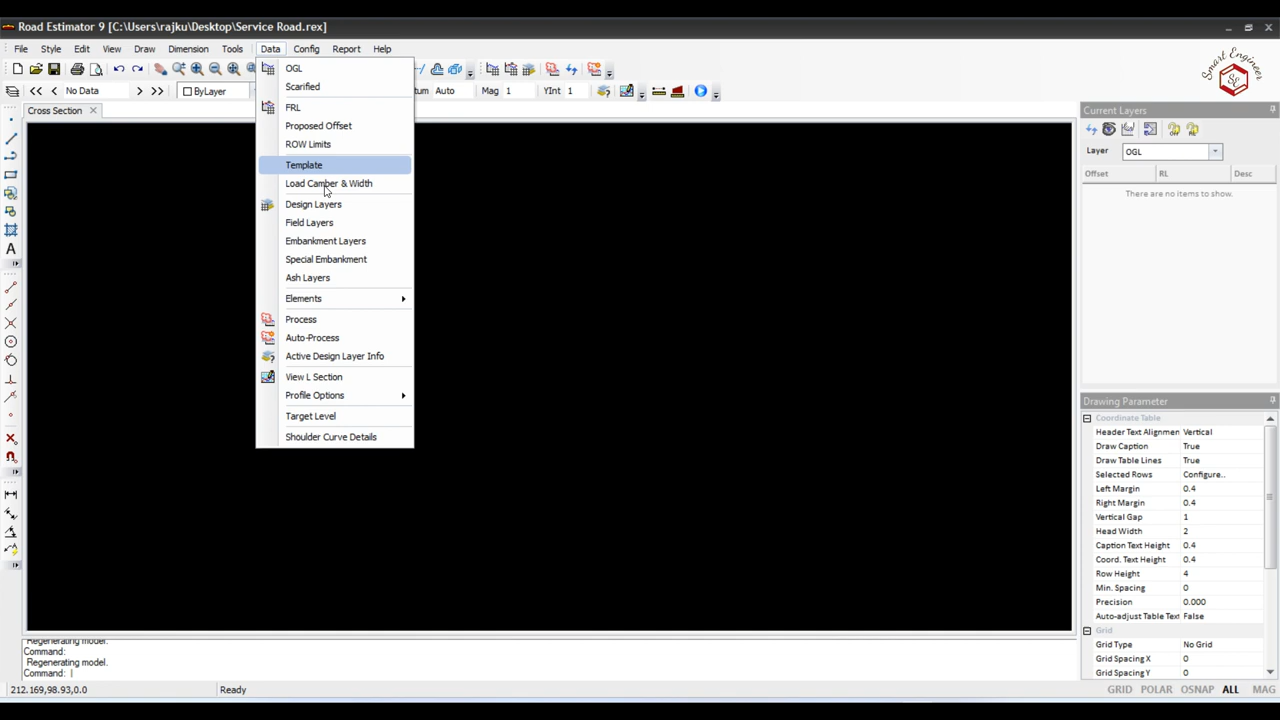 Road Estimator 9 [C:\Users\rajku\Desktop\Service Road.rex]
File Style Edit View Draw Dimension Tools Data Config Report Help
No Data ByLayer tum Auto Mag 1 YInt 1
Smart Engineer
SE
Cross Section
A
OGL
Scarified
FRL
Proposed Offset
ROW Limits
Template
Load Camber & Width
Design Layers
Field Layers
Embankment Layers
Special Embankment
Ash Layers
Elements
Process
Auto-Process
Active Design Layer Info
View L Section
Profile Options
Target Level
Shoulder Curve Details
Current Layers
Layer OGL
Offset RL Desc
There are no items to show.
Drawing Parameter
Coordinate Table
Header Text Alignmen Vertical
Draw Caption True
Draw Table Lines True
Selected Rows Configure..
Left Margin 0.4
Right Margin 0.4
Vertical Gap 1
Head Width 2
Caption Text Height 0.4
Coord. Text Height 0.4
Row Height 4
Min. Spacing 0
Precision 0.000
Auto-adjust Table Text False
Grid
Grid Type No Grid
Grid Spacing X 0
Grid Spacing Y 0
Regenerating model.
Command:
Regenerating model.
Command:
212.169,98.93,0.0 Ready GRID POLAR OSNAP ALL MAG